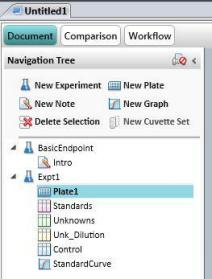 Untitled1
Document Comparison Workflow
Navigation Tree
New Experiment New Plate
New Note New Graph
Delete Selection New Cuvette Set
BasicEndpoint
Intro
Expt1
Plate1
Standards
Unknowns
Unk_Dilution
Control
StandardCurve